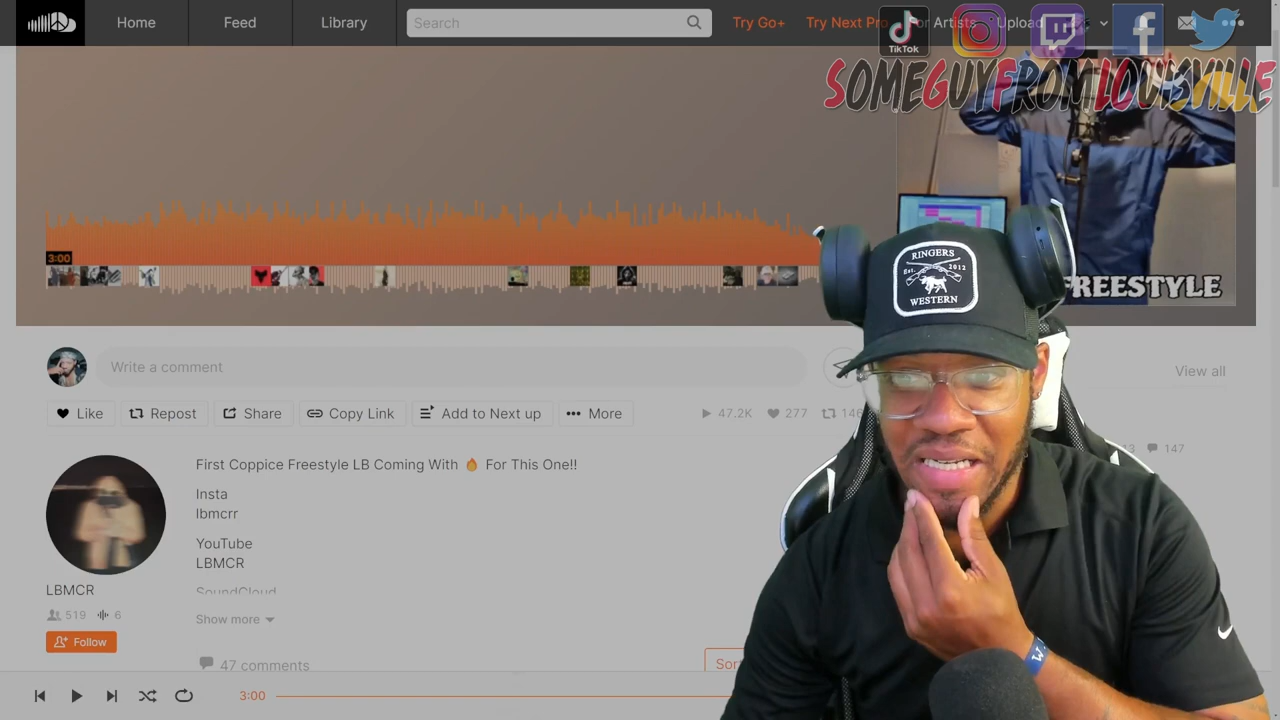 Home
Feed
Library
Search
Try Go+
Try Next Pro
For Artists
Upload
TikTok
SOMEGUYFROMLOUISVILLE
3:00
FREESTYLE
RINGERS
Est. 2012
WESTERN
Write a comment
View all
Like
Repost
Share
Copy Link
Add to Next up
More
47.2K
277
146
147
First Coppice Freestyle LB Coming With 🔥 For This One!!
Insta
lbmcrr
YouTube
LBMCR
SoundCloud
LBMCR
519
6
Show more
Follow
47 comments
3:00
W